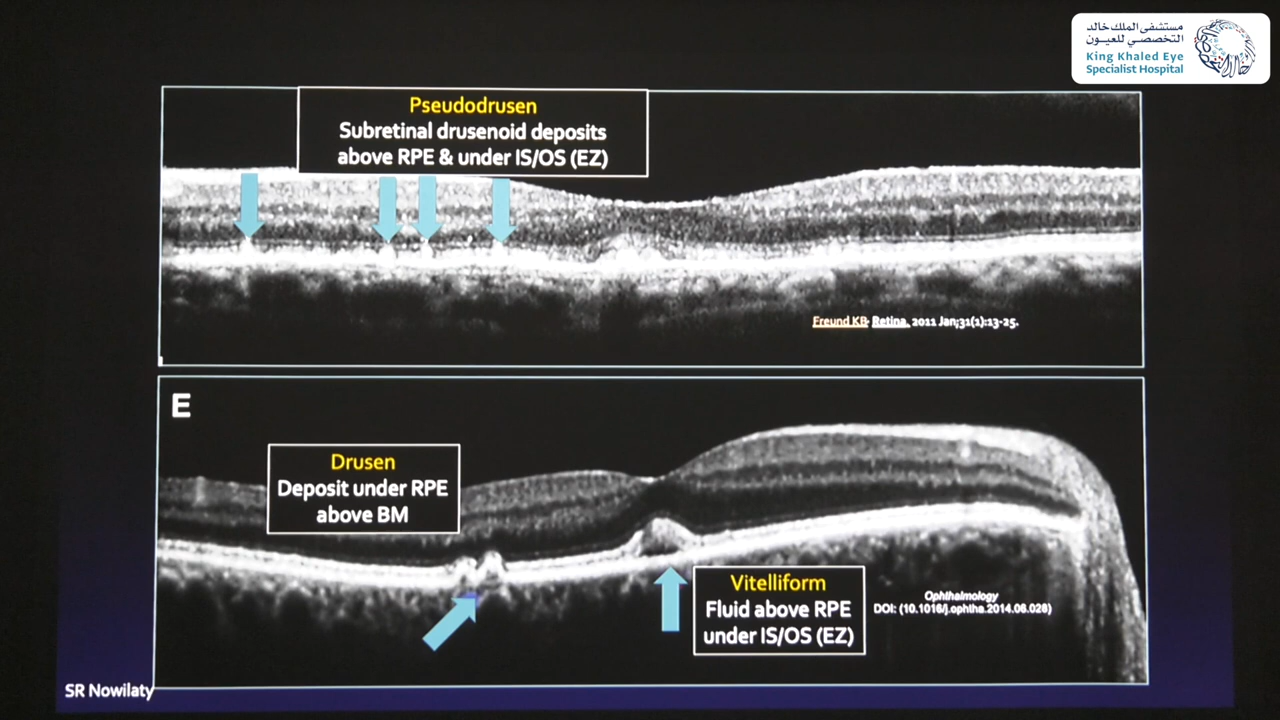 مستشفى الملك خالد
التخصصي للعيون
King Khaled Eye
Specialist Hospital
Pseudodrusen
Subretinal drusenoid deposits
above RPE & under IS/OS (EZ)
Freund KB. Retina. 2011 Jan;31(1):13-25.
E
Drusen
Deposit under RPE
above BM
Vitelliform
Fluid above RPE
under IS/OS (EZ)
Ophthalmology
DOI: (10.1016/j.ophtha.2014.06.028)
SR Nowilaty